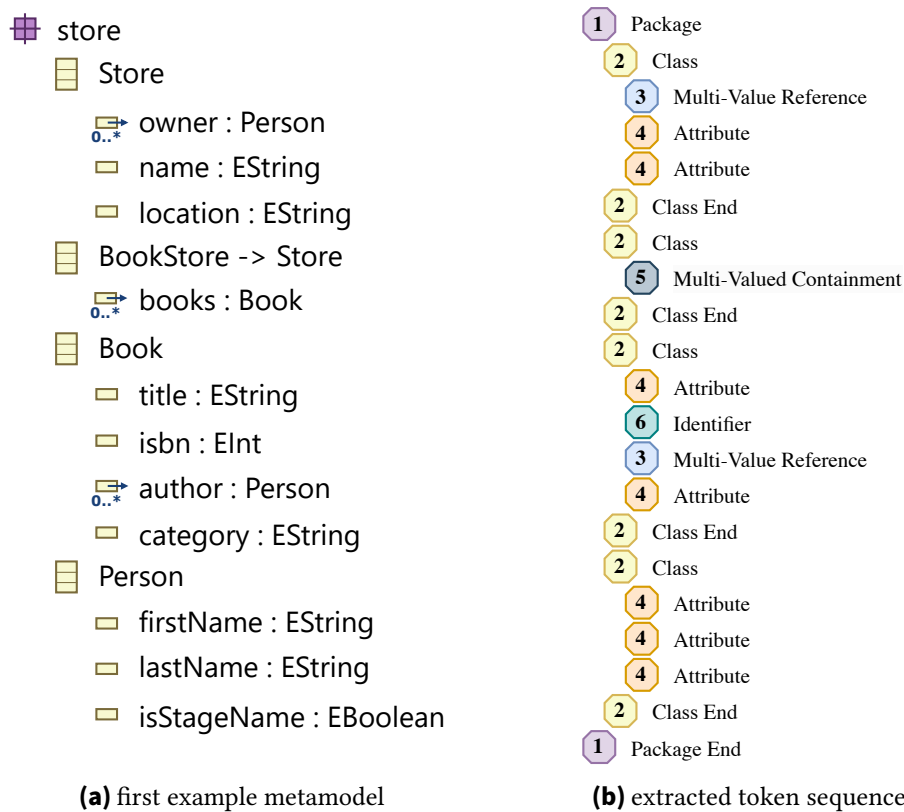 store
Store
0..* owner : Person
name : EString
location : EString
BookStore -> Store
0..* books : Book
Book
title : EString
isbn : EInt
0..* author : Person
category : EString
Person
firstName : EString
lastName : EString
isStageName : EBoolean
(a) first example metamodel
1 Package
2 Class
3 Multi-Value Reference
4 Attribute
4 Attribute
2 Class End
2 Class
5 Multi-Valued Containment
2 Class End
2 Class
4 Attribute
6 Identifier
3 Multi-Value Reference
4 Attribute
2 Class End
2 Class
4 Attribute
4 Attribute
4 Attribute
2 Class End
1 Package End
(b) extracted token sequence